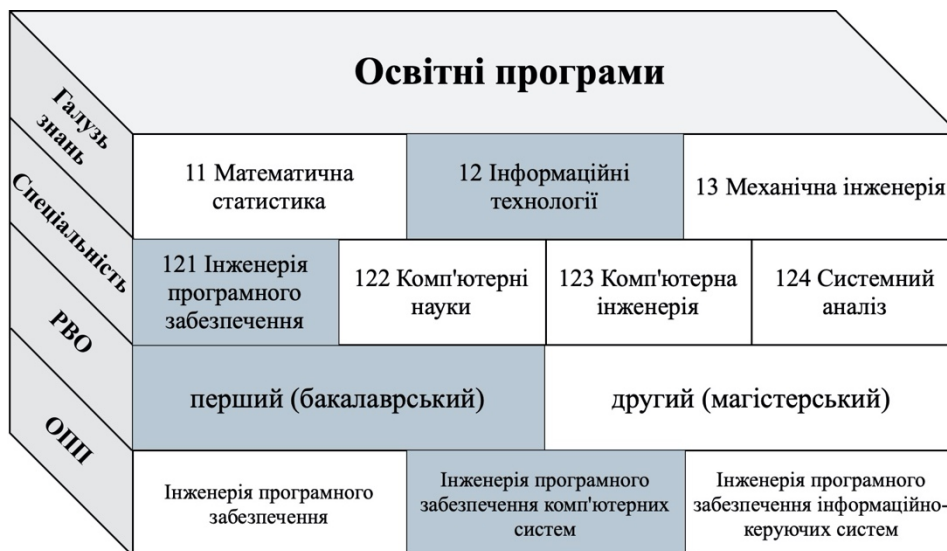 Освітні програми
Галузь
знань
11 Математична
статистика
12 Інформаційні
технології
13 Механічна інженерія
Спеціальність
121 Інженерія
програмного
забезпечення
122 Комп'ютерні
науки
123 Комп'ютерна
інженерія
124 Системний
аналіз
РВО
перший (бакалаврський)
другий (магістерський)
ОПП
Інженерія програмного
забезпечення
Інженерія програмного
забезпечення комп'ютерних
систем
Інженерія програмного
забезпечення інформаційно-
керуючих систем